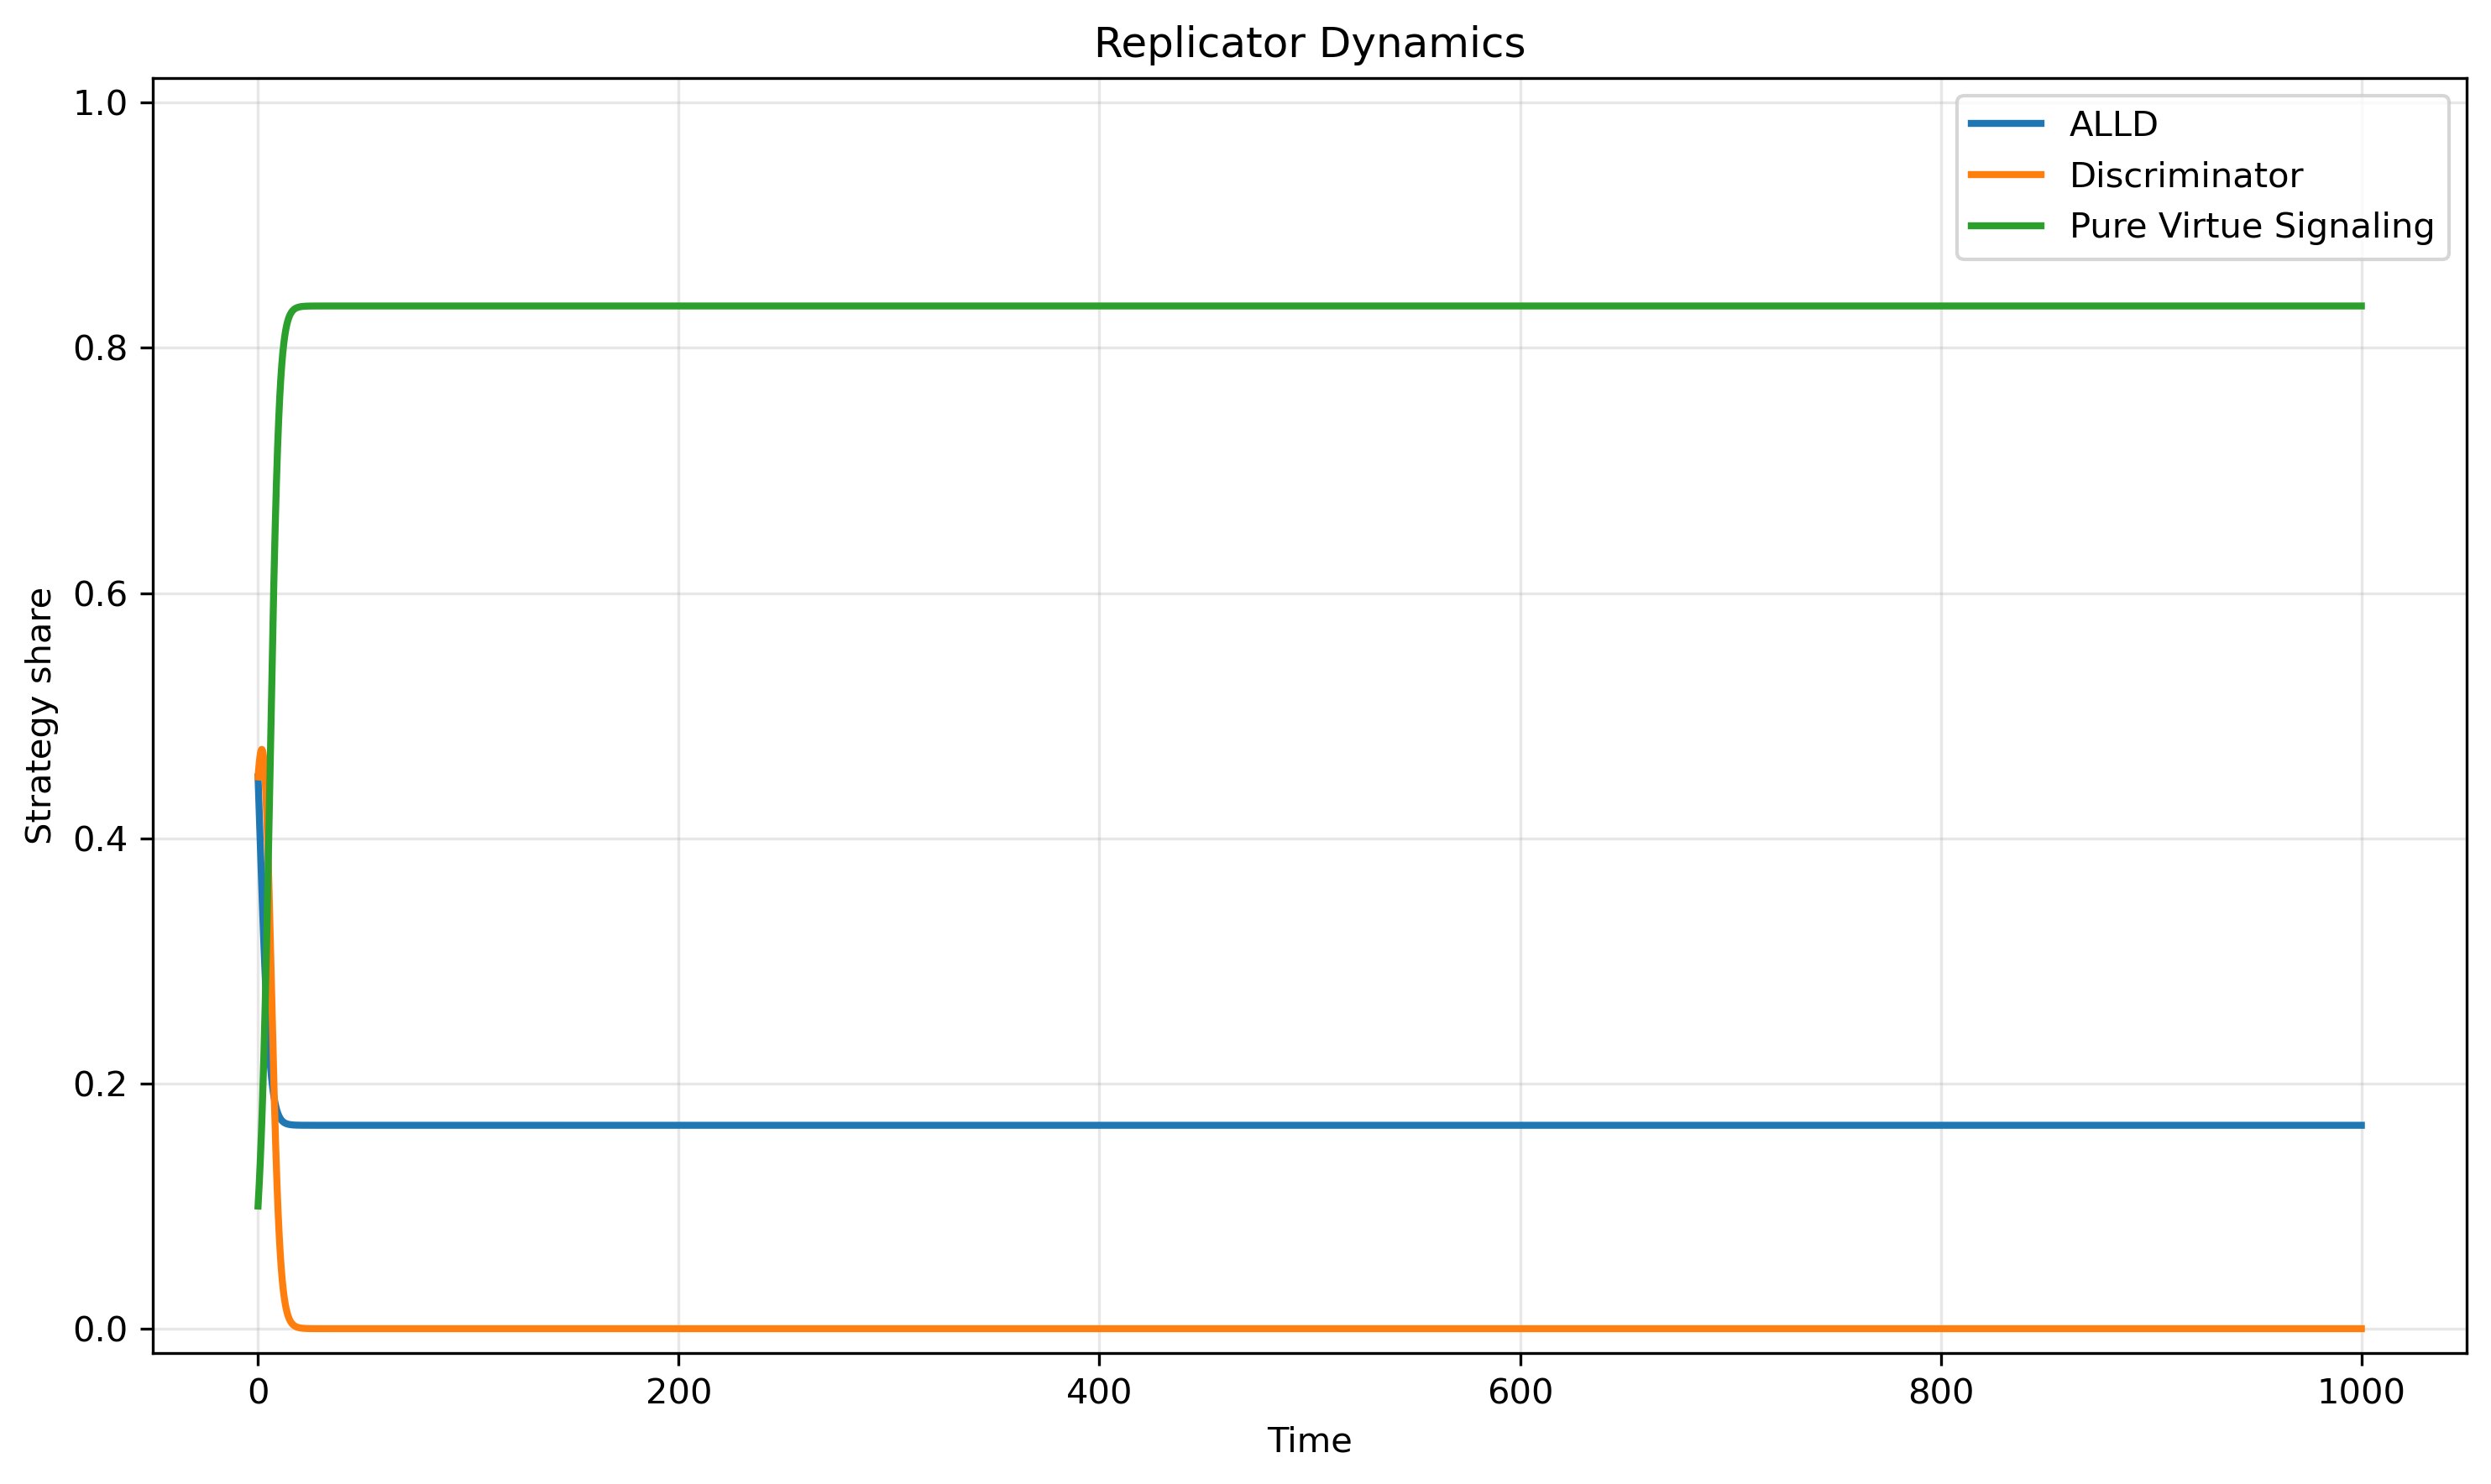 Replicator Dynamics
ALLD
Discriminator
Pure Virtue Signaling
Strategy share
1.0
0.8
0.6
0.4
0.2
0.0
0 200 400 600 800 1000
Time